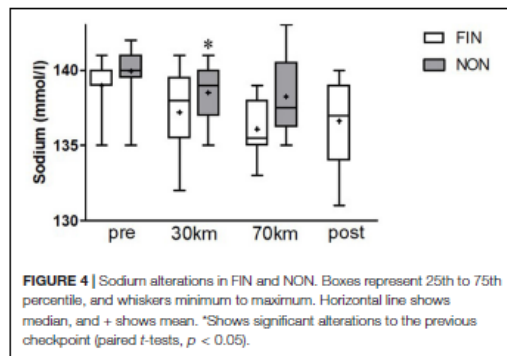 FIN
NON
*
Sodium (mmol/l)
140
135
130
pre 30km 70km post
FIGURE 4 | Sodium alterations in FIN and NON. Boxes represent 25th to 75th
percentile, and whiskers minimum to maximum. Horizontal line shows
median, and + shows mean. *Shows significant alterations to the previous
checkpoint (paired t-tests, p < 0.05).